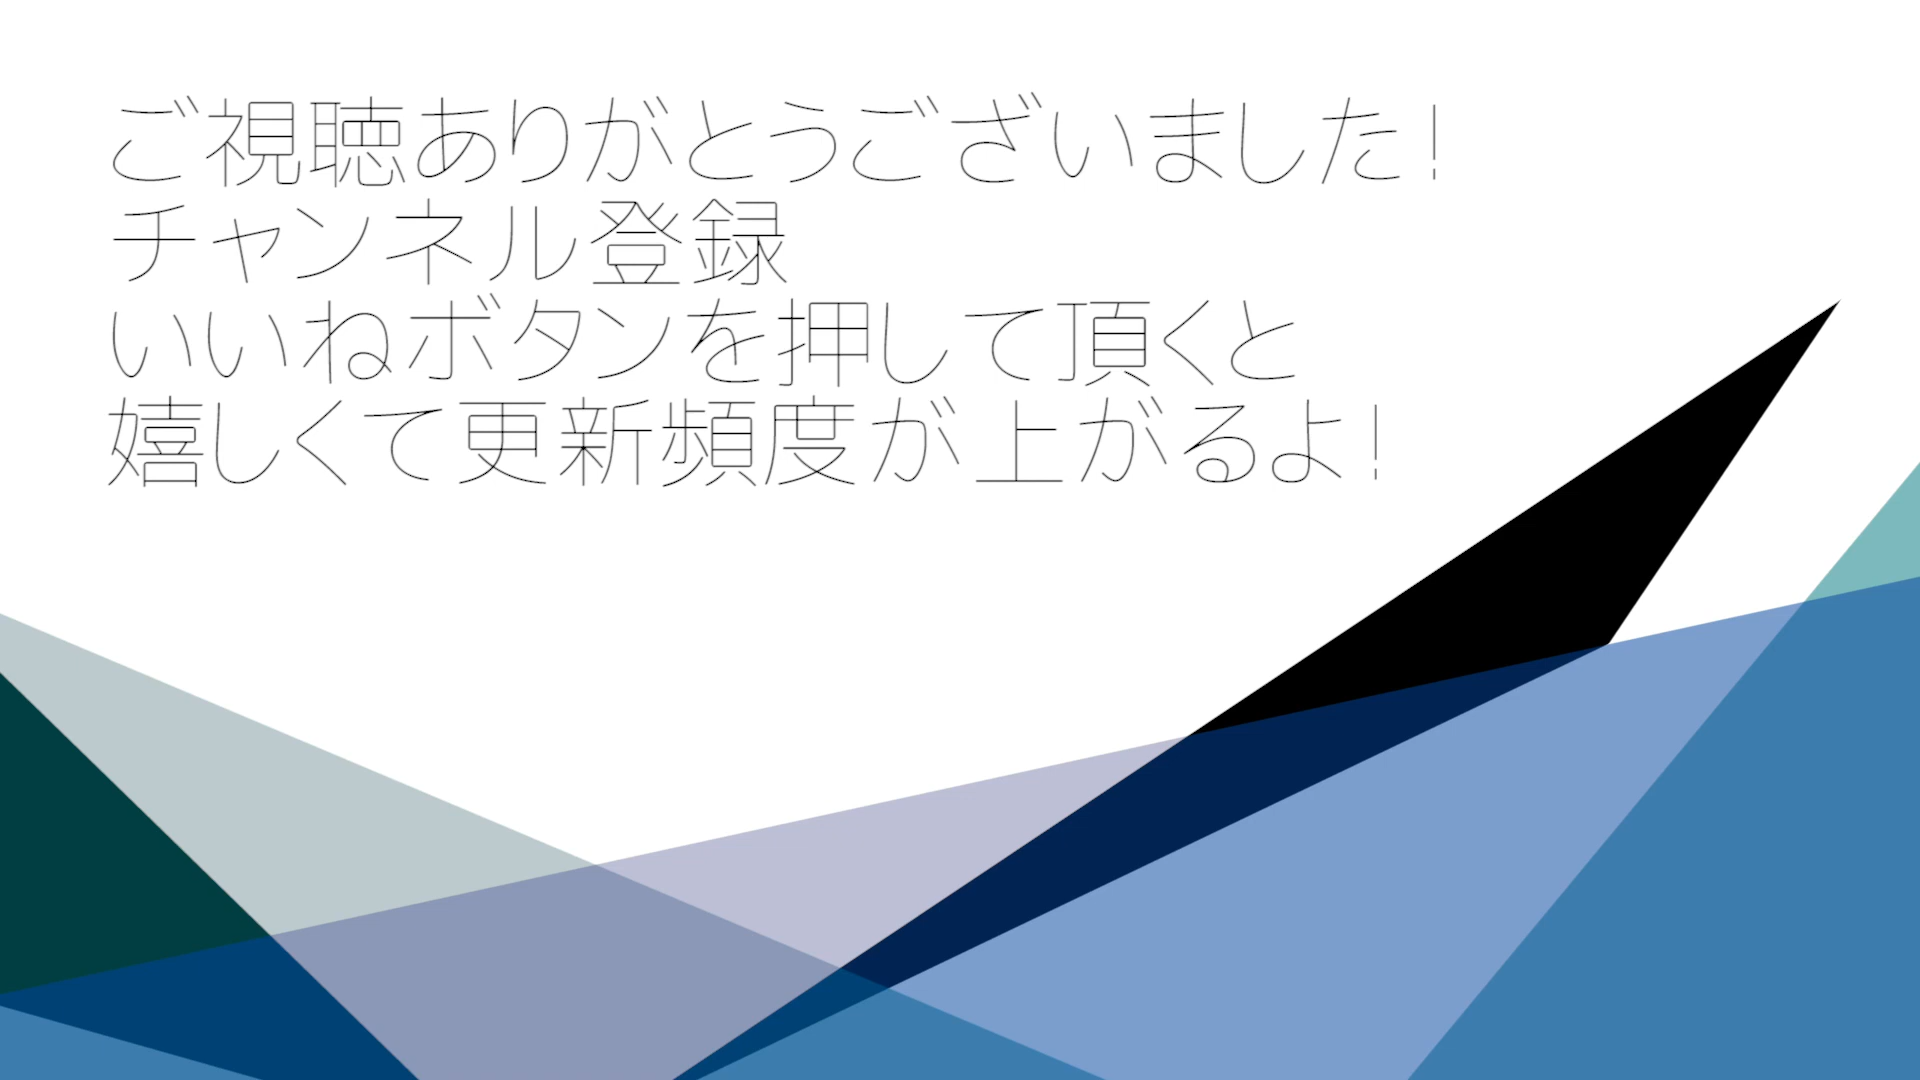 ご視聴ありがとうございました！
チャンネル登録
いいねボタンを押して頂くと
嬉しくて更新頻度が上がるよ！